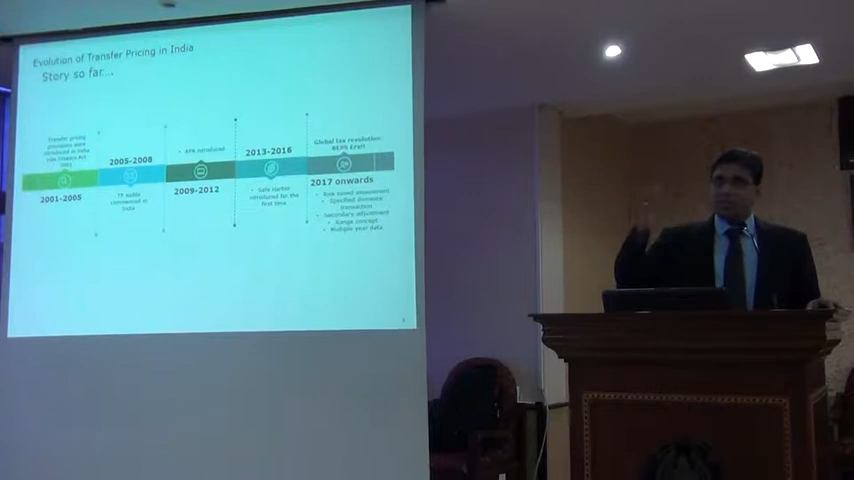 Evolution of Transfer Pricing in India
Story so far...
Transfer pricing
provisions were
introduced in India
vide Finance Act
2001
2001-2005
2005-2008
TP audits
commenced in
India
• APA introduced
2009-2012
2013-2016
• Safe Harbor
introduced for the
first time
Global tax revolution:
BEPS Era!!
2017 onwards
• Risk based assessment
• Specified domestic
transaction
• Secondary adjustment
• Range concept
• Multiple year data